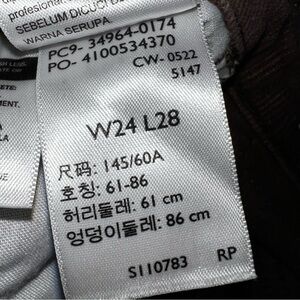 SEBELUM DICUCI
WARNA SERUPA.
PC9- 34964-0174
PO- 4100534370
CW-0522
5147
W24 L28
尺码: 145/60A
호칭: 61-86
허리둘레: 61 cm
엉덩이둘레: 86 cm
S110783 RP